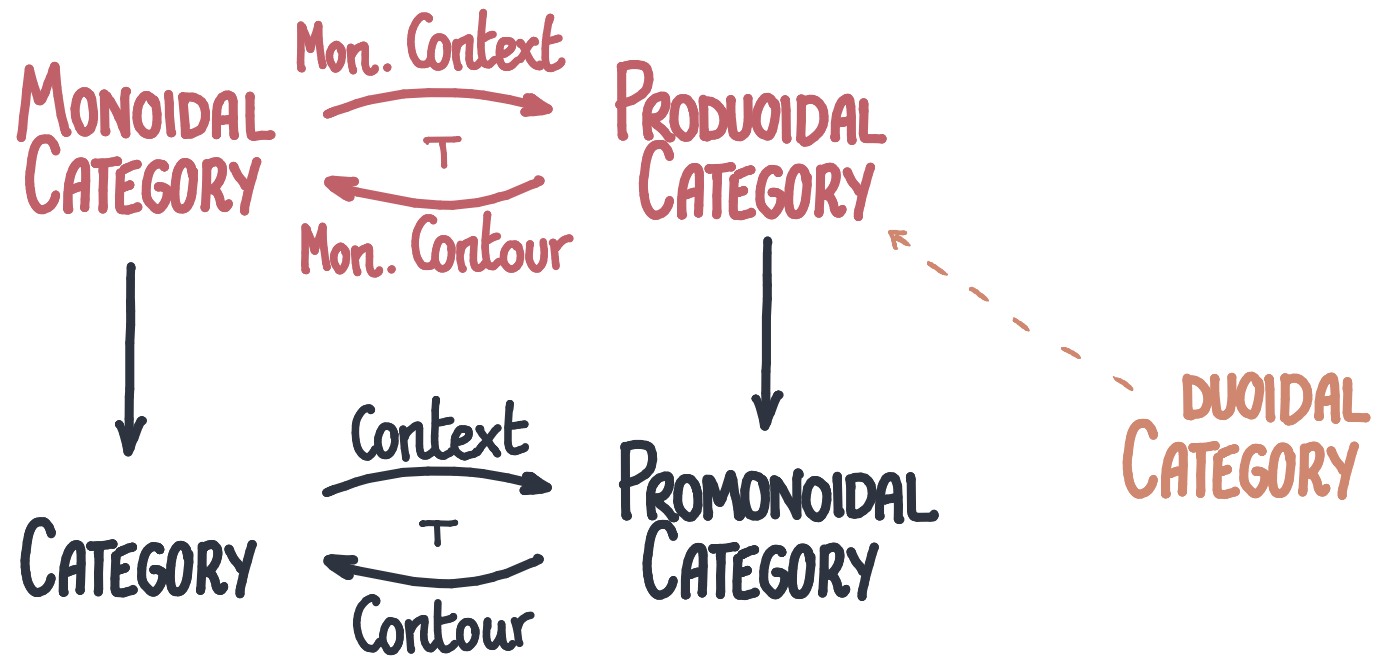 Mon. Context
MONOIDAL
CATEGORY
T
PRODUOIDAL
CATEGORY
Mon. Contour
DUOIDAL
CATEGORY
Context
CATEGORY
T
PROMONOIDAL
CATEGORY
Contour